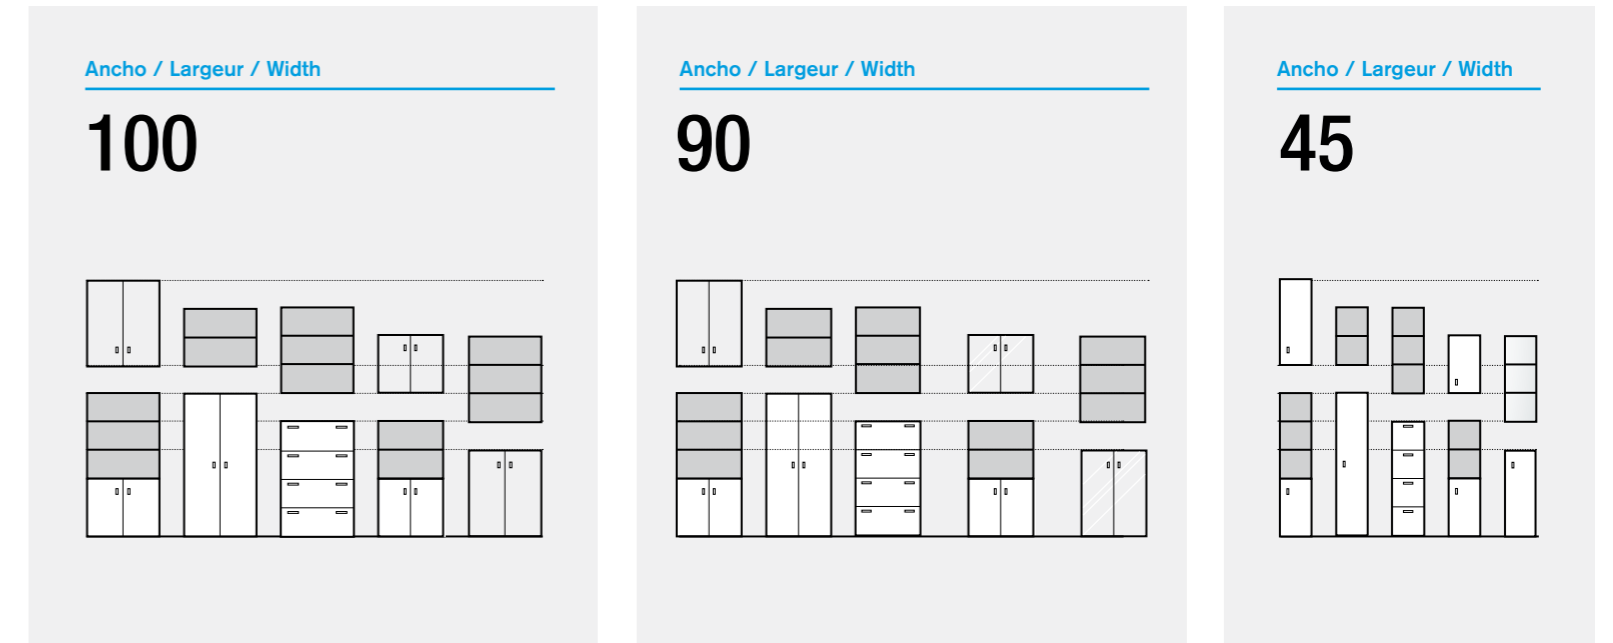 Ancho / Largeur / Width
100
Ancho / Largeur / Width
90
Ancho / Largeur / Width
45